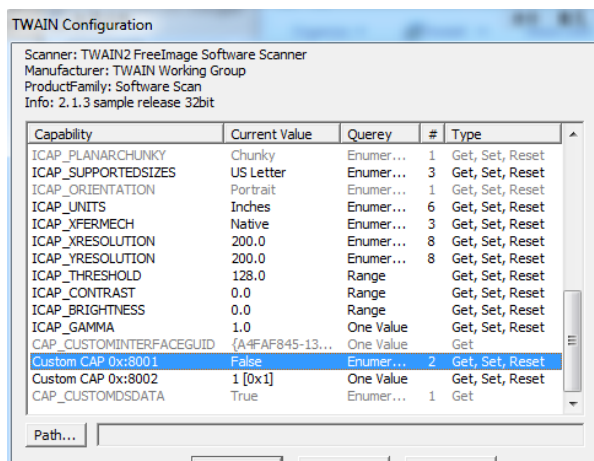 TWAIN Configuration
Scanner: TWAIN2 FreeImage Software Scanner
Manufacturer: TWAIN Working Group
ProductFamily: Software Scan
Info: 2.1.3 sample release 32bit
Capability Current Value Querey # Type
ICAP_PLANARCHUNKY Chunky Enumer... 1 Get, Set, Reset
ICAP_SUPPORTEDSIZES US Letter Enumer... 3 Get, Set, Reset
ICAP_ORIENTATION Portrait Enumer... 1 Get, Set, Reset
ICAP_UNITS Inches Enumer... 6 Get, Set, Reset
ICAP_XFERMECH Native Enumer... 3 Get, Set, Reset
ICAP_XRESOLUTION 200.0 Enumer... 8 Get, Set, Reset
ICAP_YRESOLUTION 200.0 Enumer... 8 Get, Set, Reset
ICAP_THRESHOLD 128.0 Range Get, Set, Reset
ICAP_CONTRAST 0.0 Range Get, Set, Reset
ICAP_BRIGHTNESS 0.0 Range Get, Set, Reset
ICAP_GAMMA 1.0 One Value Get, Set, Reset
CAP_CUSTOMINTERFACEGUID {A4FAF845-13... One Value Get
Custom CAP 0x:8001 False Enumer... 2 Get, Set, Reset
Custom CAP 0x:8002 1 [0x1] One Value Get, Set, Reset
CAP_CUSTOMDSDATA True Enumer... 1 Get
Path...